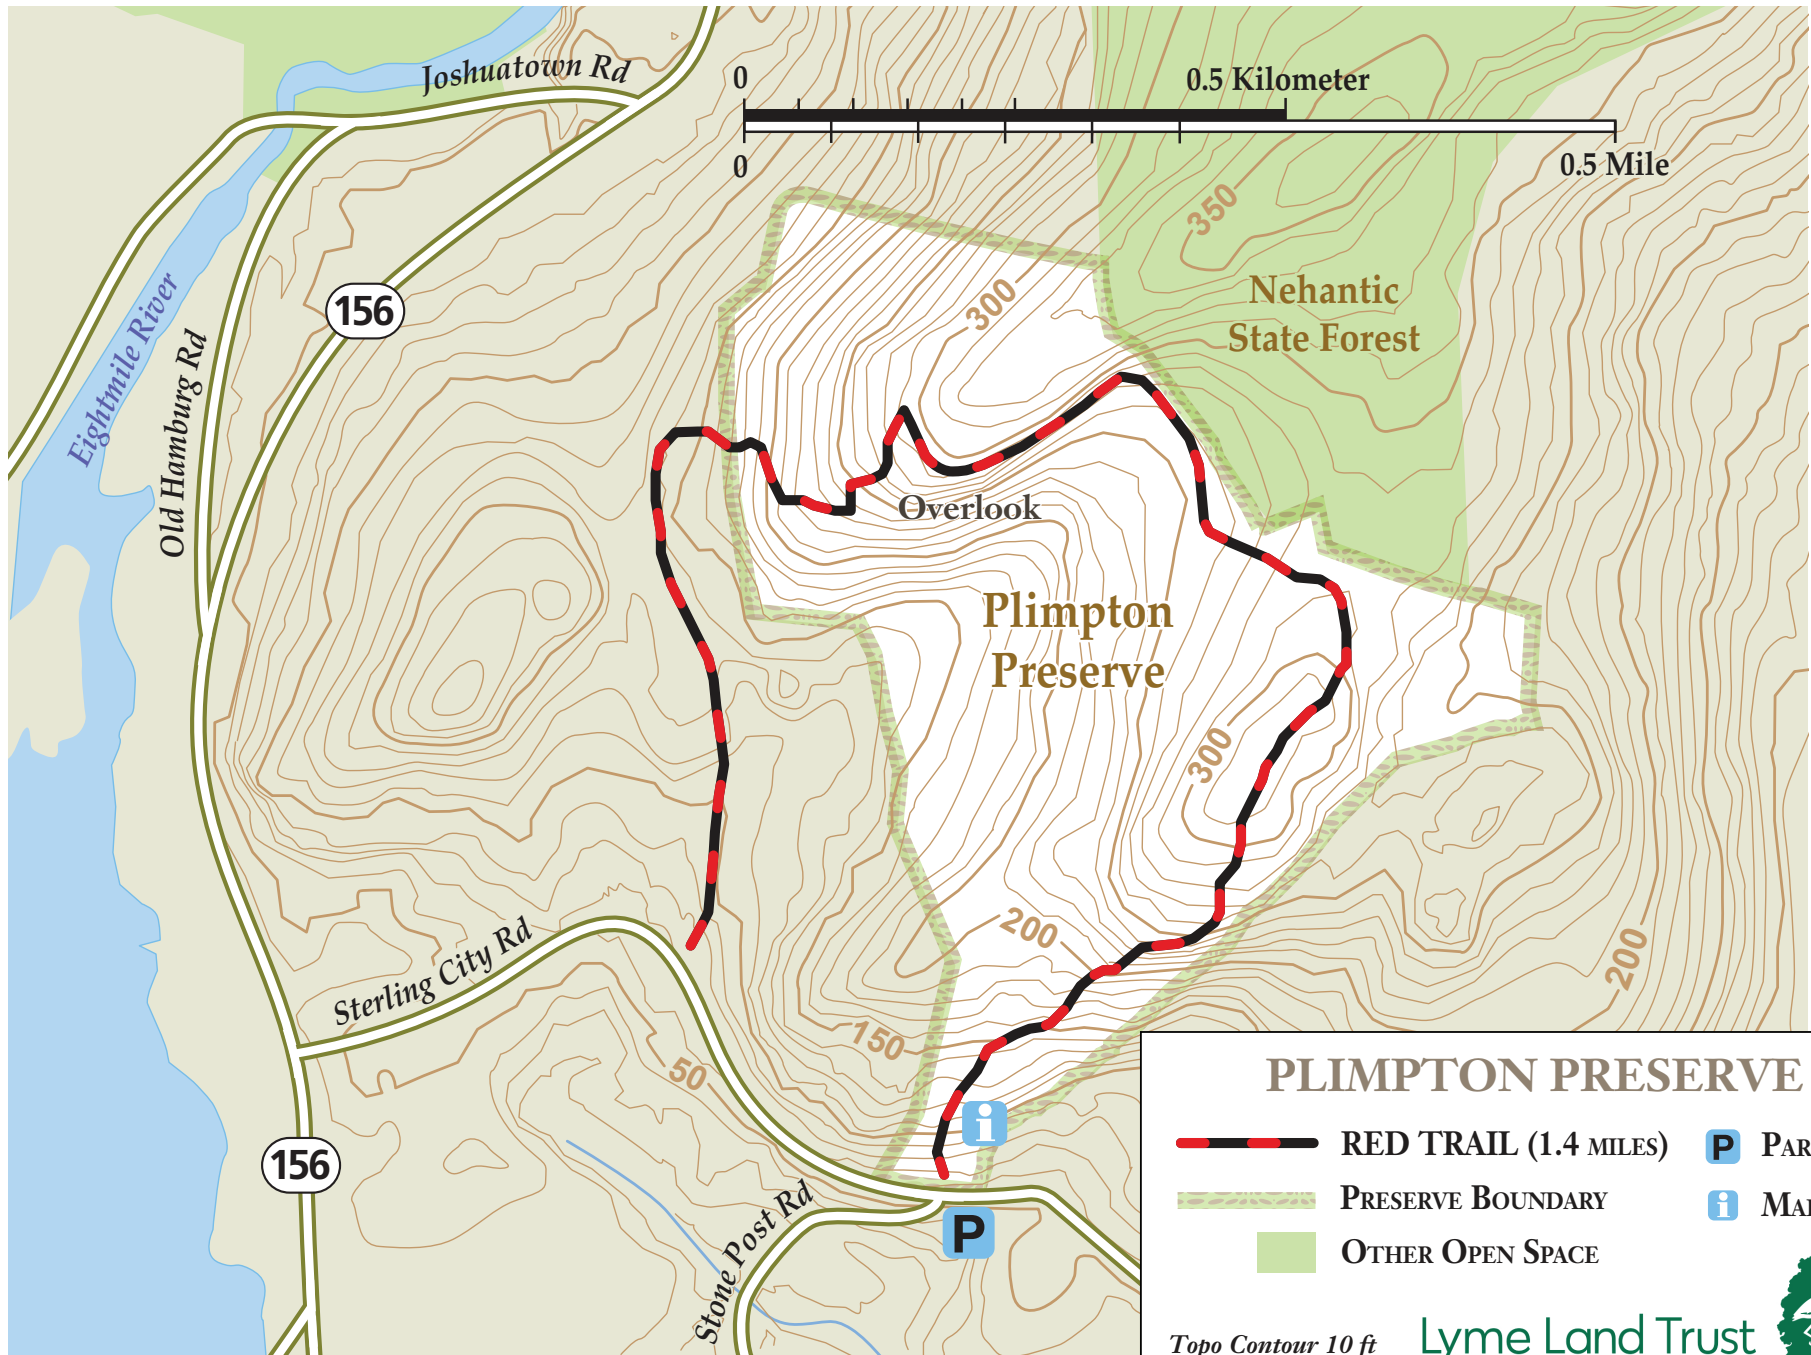 Joshuatown Rd
0
0.5 Kilometer
0
0.5 Mile
350
Nehantic
State Forest
300
156
Eightmile River
Old Hamburg Rd
Overlook
Plimpton
Preserve
300
200
200
Sterling City Rd
150
50
156
Stone Post Rd
i
P
PLIMPTON PRESERVE
RED TRAIL (1.4 MILES)
P
PRESERVE BOUNDARY
i
OTHER OPEN SPACE
Topo Contour 10 ft
Lyme Land Trust